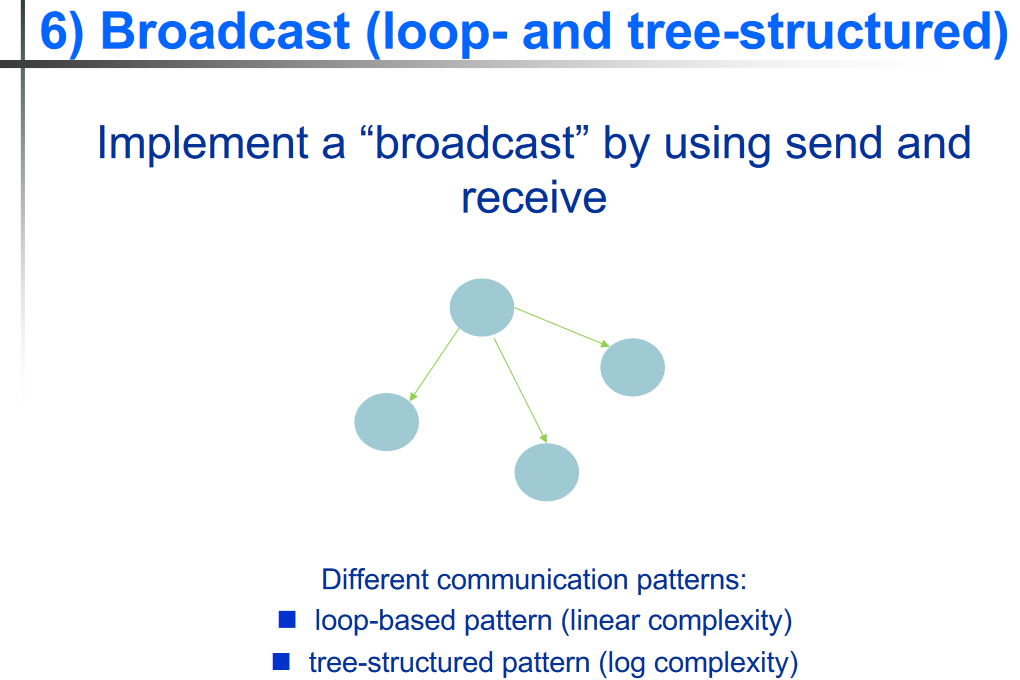 6) Broadcast (loop- and tree-structured)
Implement a “broadcast” by using send and
receive
Different communication patterns:
loop-based pattern (linear complexity)
tree-structured pattern (log complexity)